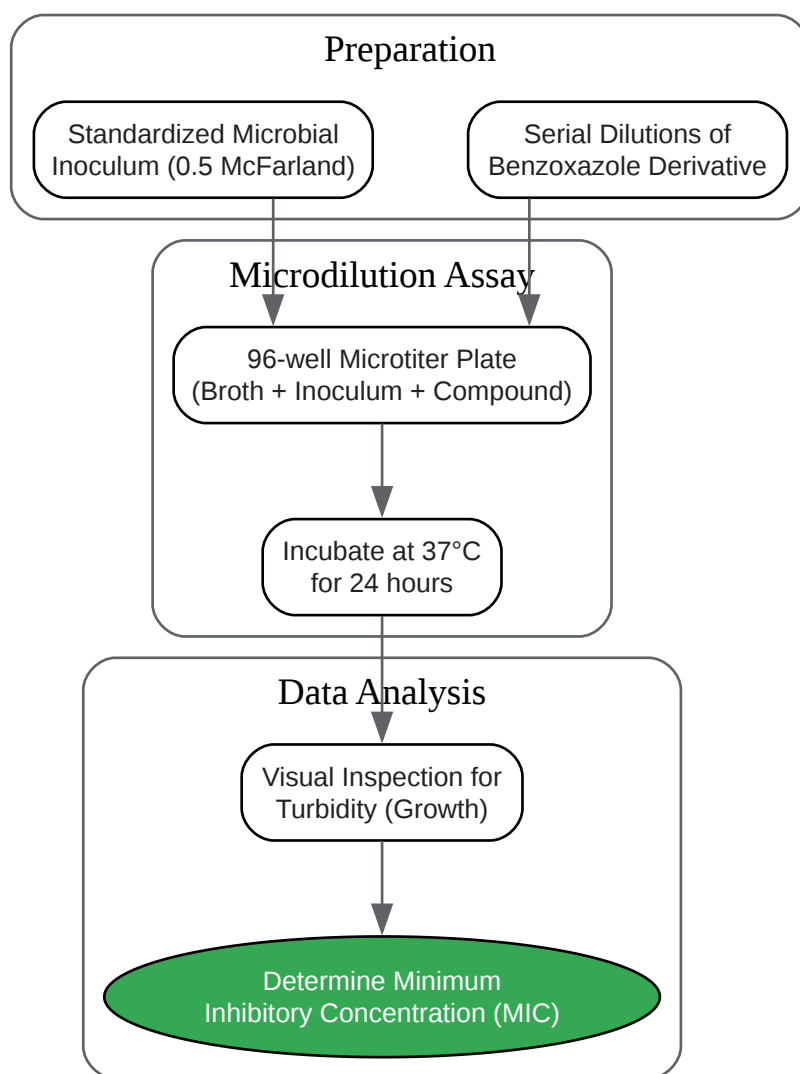 Preparation
Standardized Microbial
Inoculum (0.5 McFarland)
Serial Dilutions of
Benzoxazole Derivative
Microdilution Assay
96-well Microtiter Plate
(Broth + Inoculum + Compound)
Incubate at 37°C
for 24 hours
Data Analysis
Visual Inspection for
Turbidity (Growth)
Determine Minimum
Inhibitory Concentration (MIC)